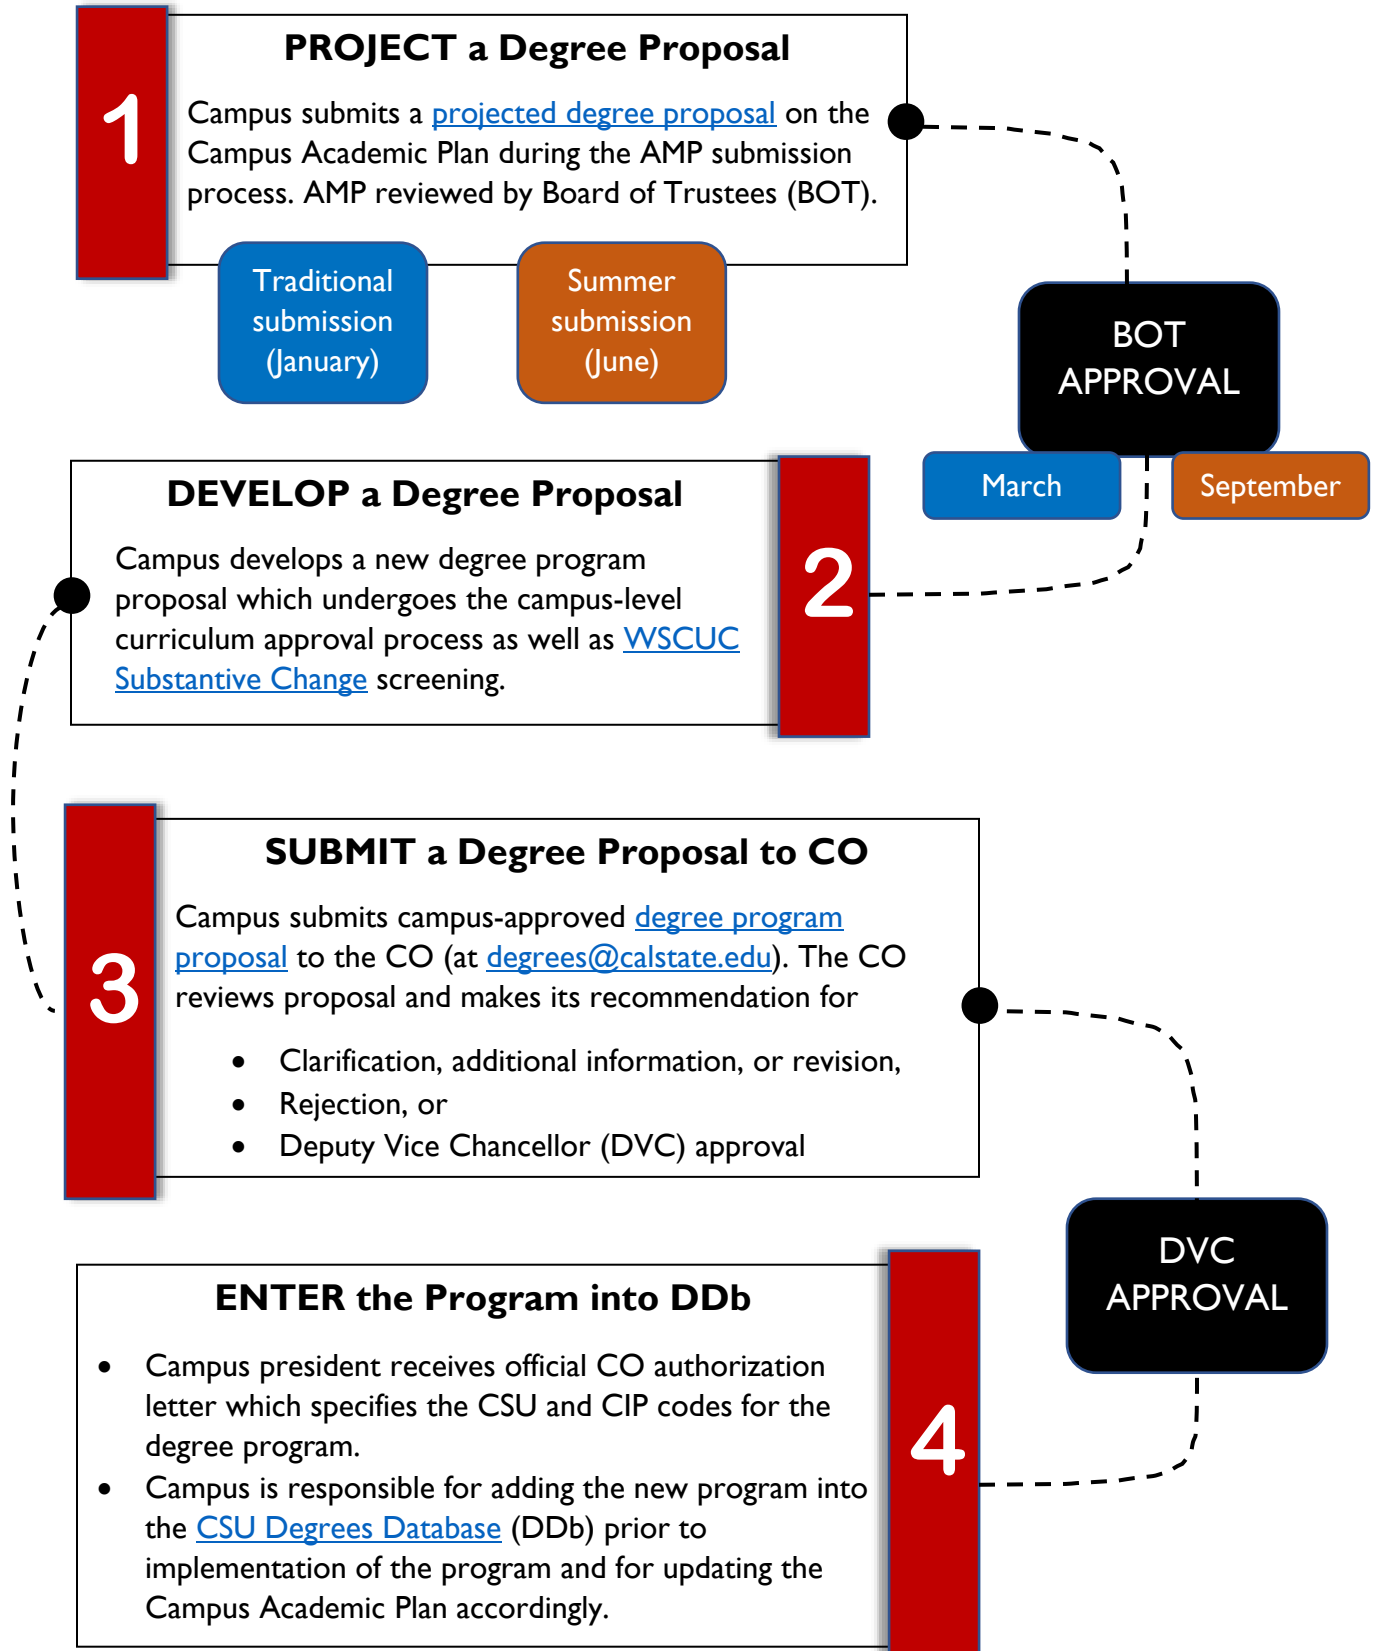 1
PROJECT a Degree Proposal
Campus submits a projected degree proposal on the
Campus Academic Plan during the AMP submission
process. AMP reviewed by Board of Trustees (BOT).
Traditional
submission
(January)
Summer
submission
(June)
BOT
APPROVAL
March
September
2
DEVELOP a Degree Proposal
Campus develops a new degree program
proposal which undergoes the campus-level
curriculum approval process as well as WSCUC
Substantive Change screening.
3
SUBMIT a Degree Proposal to CO
Campus submits campus-approved degree program
proposal to the CO (at degrees@calstate.edu). The CO
reviews proposal and makes its recommendation for
• Clarification, additional information, or revision,
• Rejection, or
• Deputy Vice Chancellor (DVC) approval
DVC
APPROVAL
4
ENTER the Program into DDb
• Campus president receives official CO authorization
letter which specifies the CSU and CIP codes for the
degree program.
• Campus is responsible for adding the new program into
the CSU Degrees Database (DDb) prior to
implementation of the program and for updating the
Campus Academic Plan accordingly.